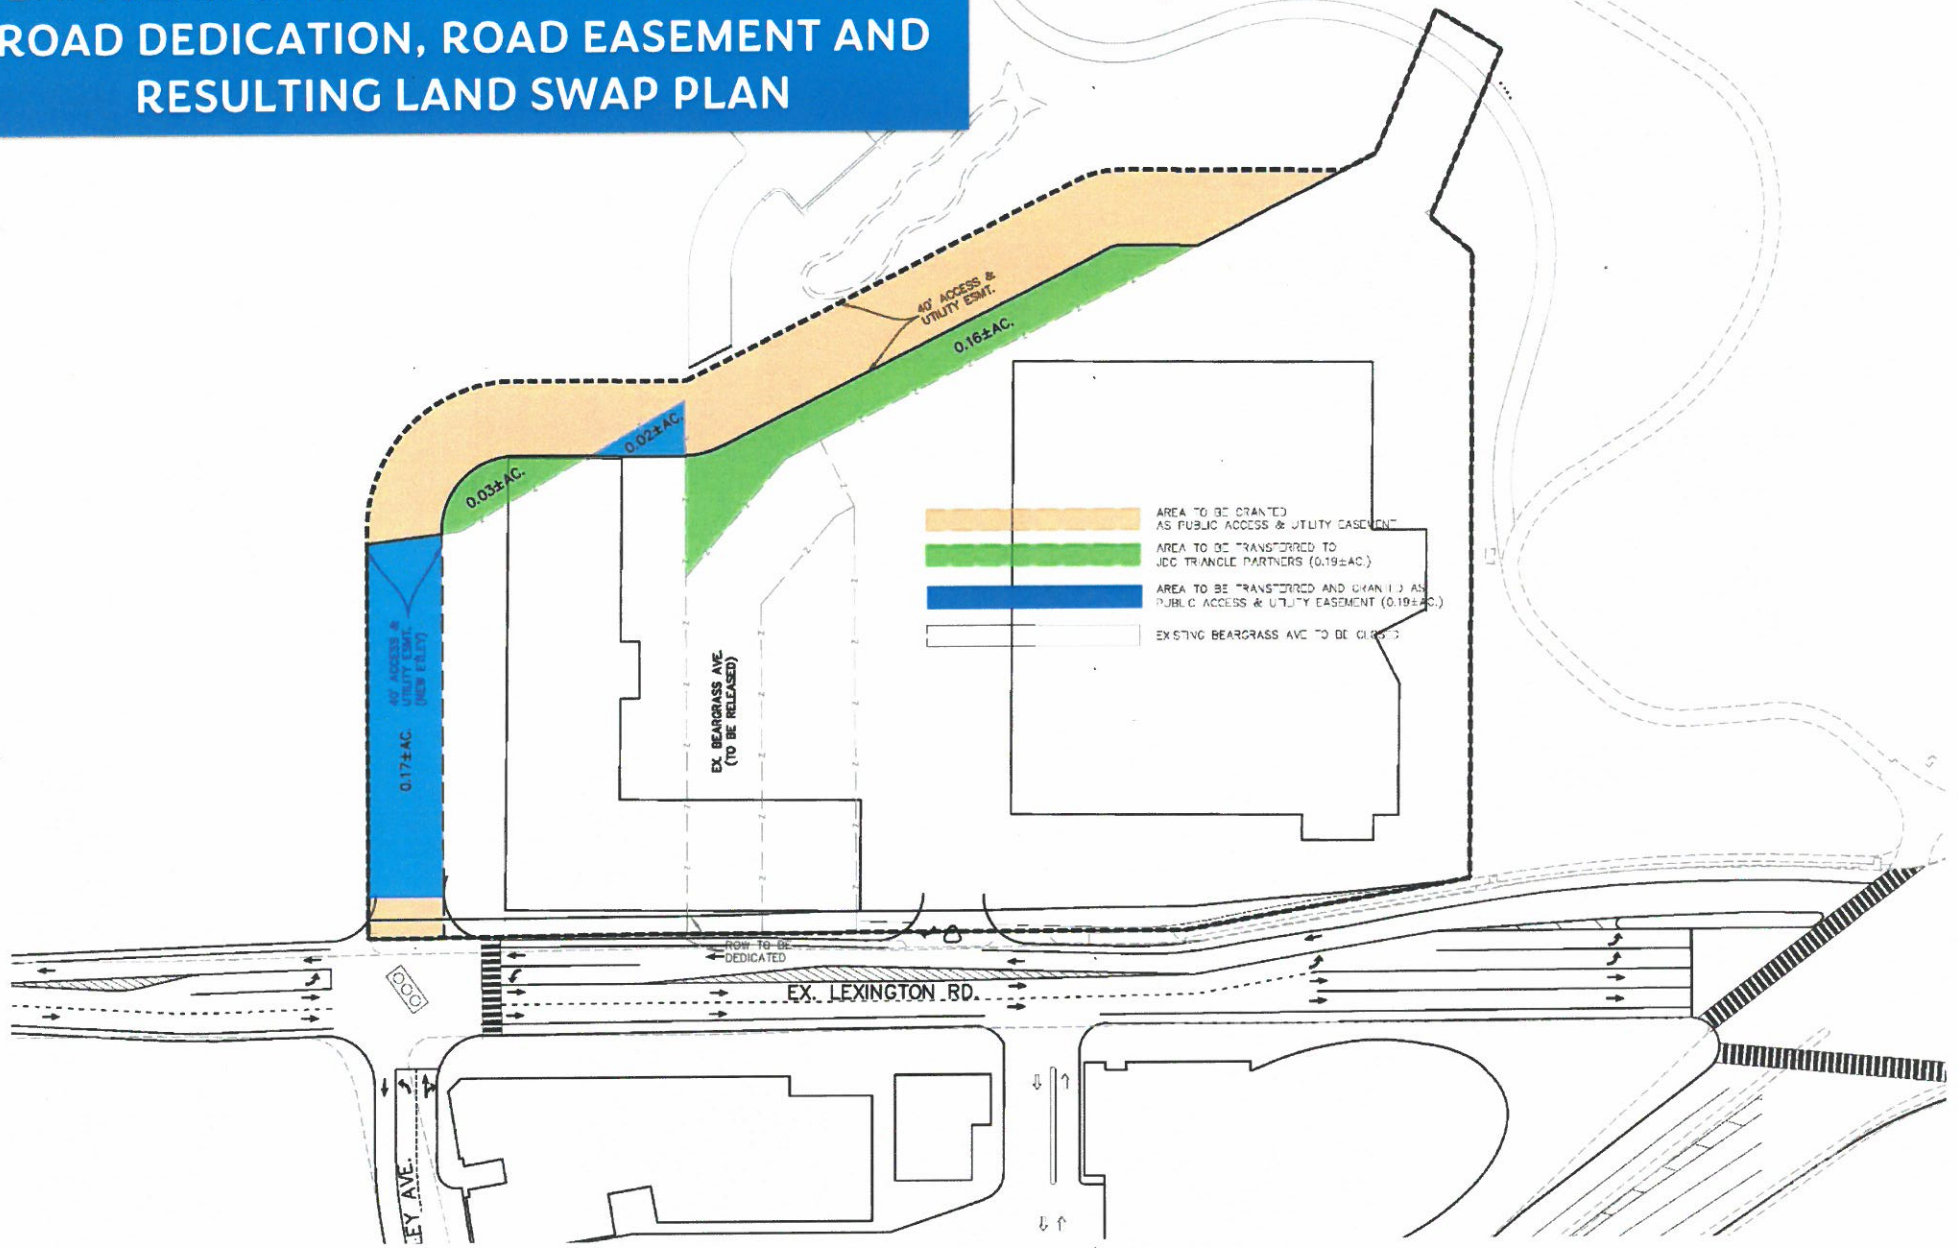 ROAD DEDICATION, ROAD EASEMENT AND
RESULTING LAND SWAP PLAN
40' ACCESS &
UTILITY ESMT.
0.16±AC.
0.02±AC.
0.03±AC.
AREA TO BE GRANTED
AS PUBLIC ACCESS & UTILITY EASEMENT
AREA TO BE TRANSFERRED TO
JDG TRIANGLE PARTNERS (0.19±AC.)
AREA TO BE TRANSFERRED AND GRANTED AS
PUBLIC ACCESS & UTILITY EASEMENT (0.19±AC.)
EXISTING BEARGRASS AVE TO BE CLOSED
40' ACCESS &
UTILITY ESMT.
(NEW ETLEY)
0.17±AC.
EX. BEARGRASS AVE.
(TO BE RELEASED)
ROW TO BE
DEDICATED
EX. LEXINGTON RD.
LEY AVE.